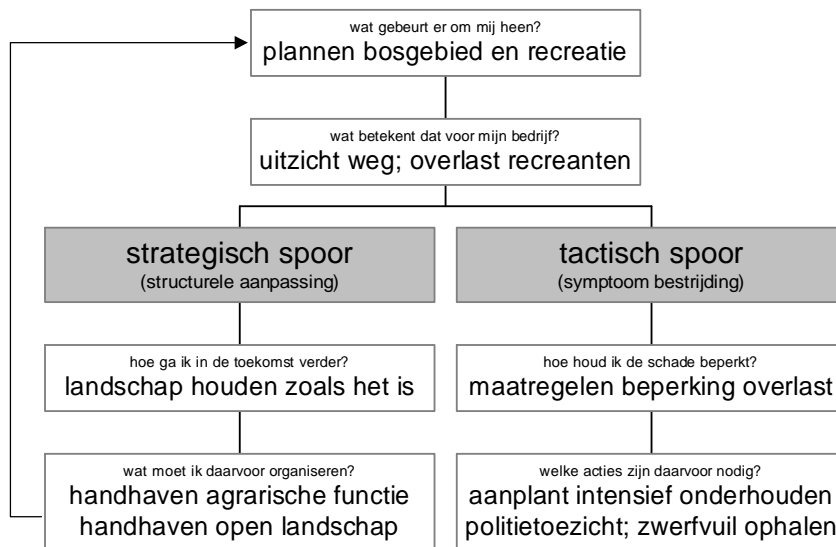 wat gebeurt er om mij heen?
plannen bosgebied en recreatie
wat betekent dat voor mijn bedrijf?
uitzicht weg; overlast recreanten
strategisch spoor
(structurele aanpassing)
tactisch spoor
(symptoom bestrijding)
hoe ga ik in de toekomst verder?
landschap houden zoals het is
hoe houd ik de schade beperkt?
maatregelen beperking overlast
wat moet ik daarvoor organiseren?
handhaven agrarische functie
handhaven open landschap
welke acties zijn daarvoor nodig?
aanplant intensief onderhouden
politietoezicht; zwerfvuil ophalen